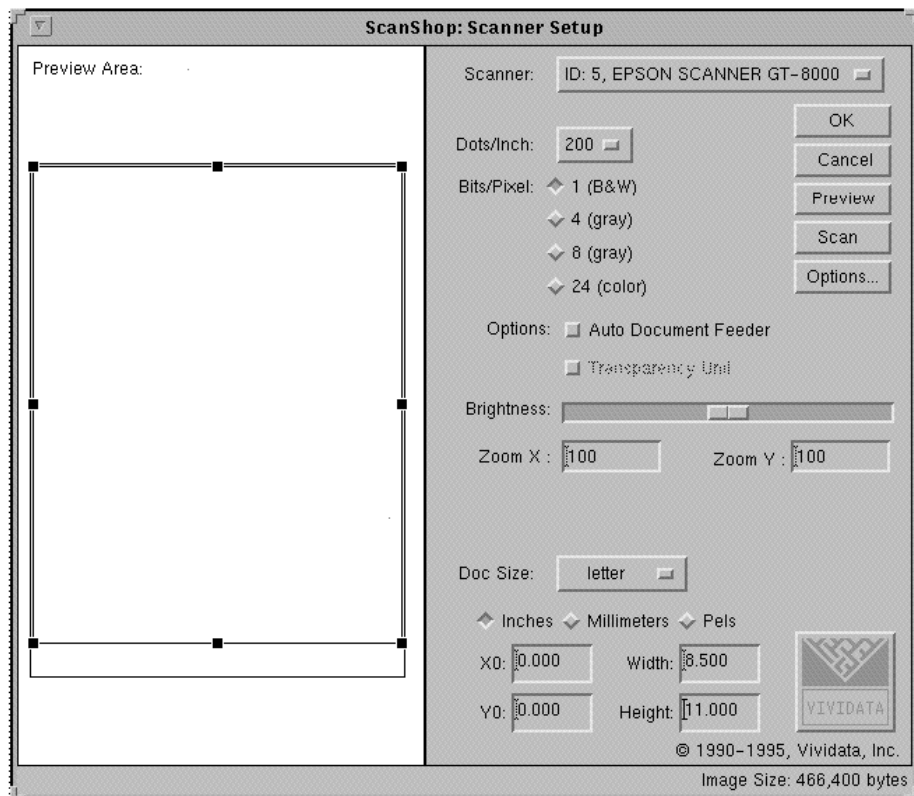 ScanShop: Scanner Setup
Preview Area:
Scanner: ID: 5, EPSON SCANNER GT-8000
OK
Dots/Inch: 200
Cancel
Bits/Pixel: 1 (B&W)
Preview
4 (gray)
Scan
8 (gray)
Options...
24 (color)
Options: Auto Document Feeder
Transparency Unit
Brightness:
Zoom X : 100 Zoom Y : 100
Doc Size: letter
Inches Millimeters Pels
X0: 0.000 Width: 8.500
Y0: 0.000 Height: 11.000
VIVIDATA
© 1990-1995, Vividata, Inc.
Image Size: 466,400 bytes